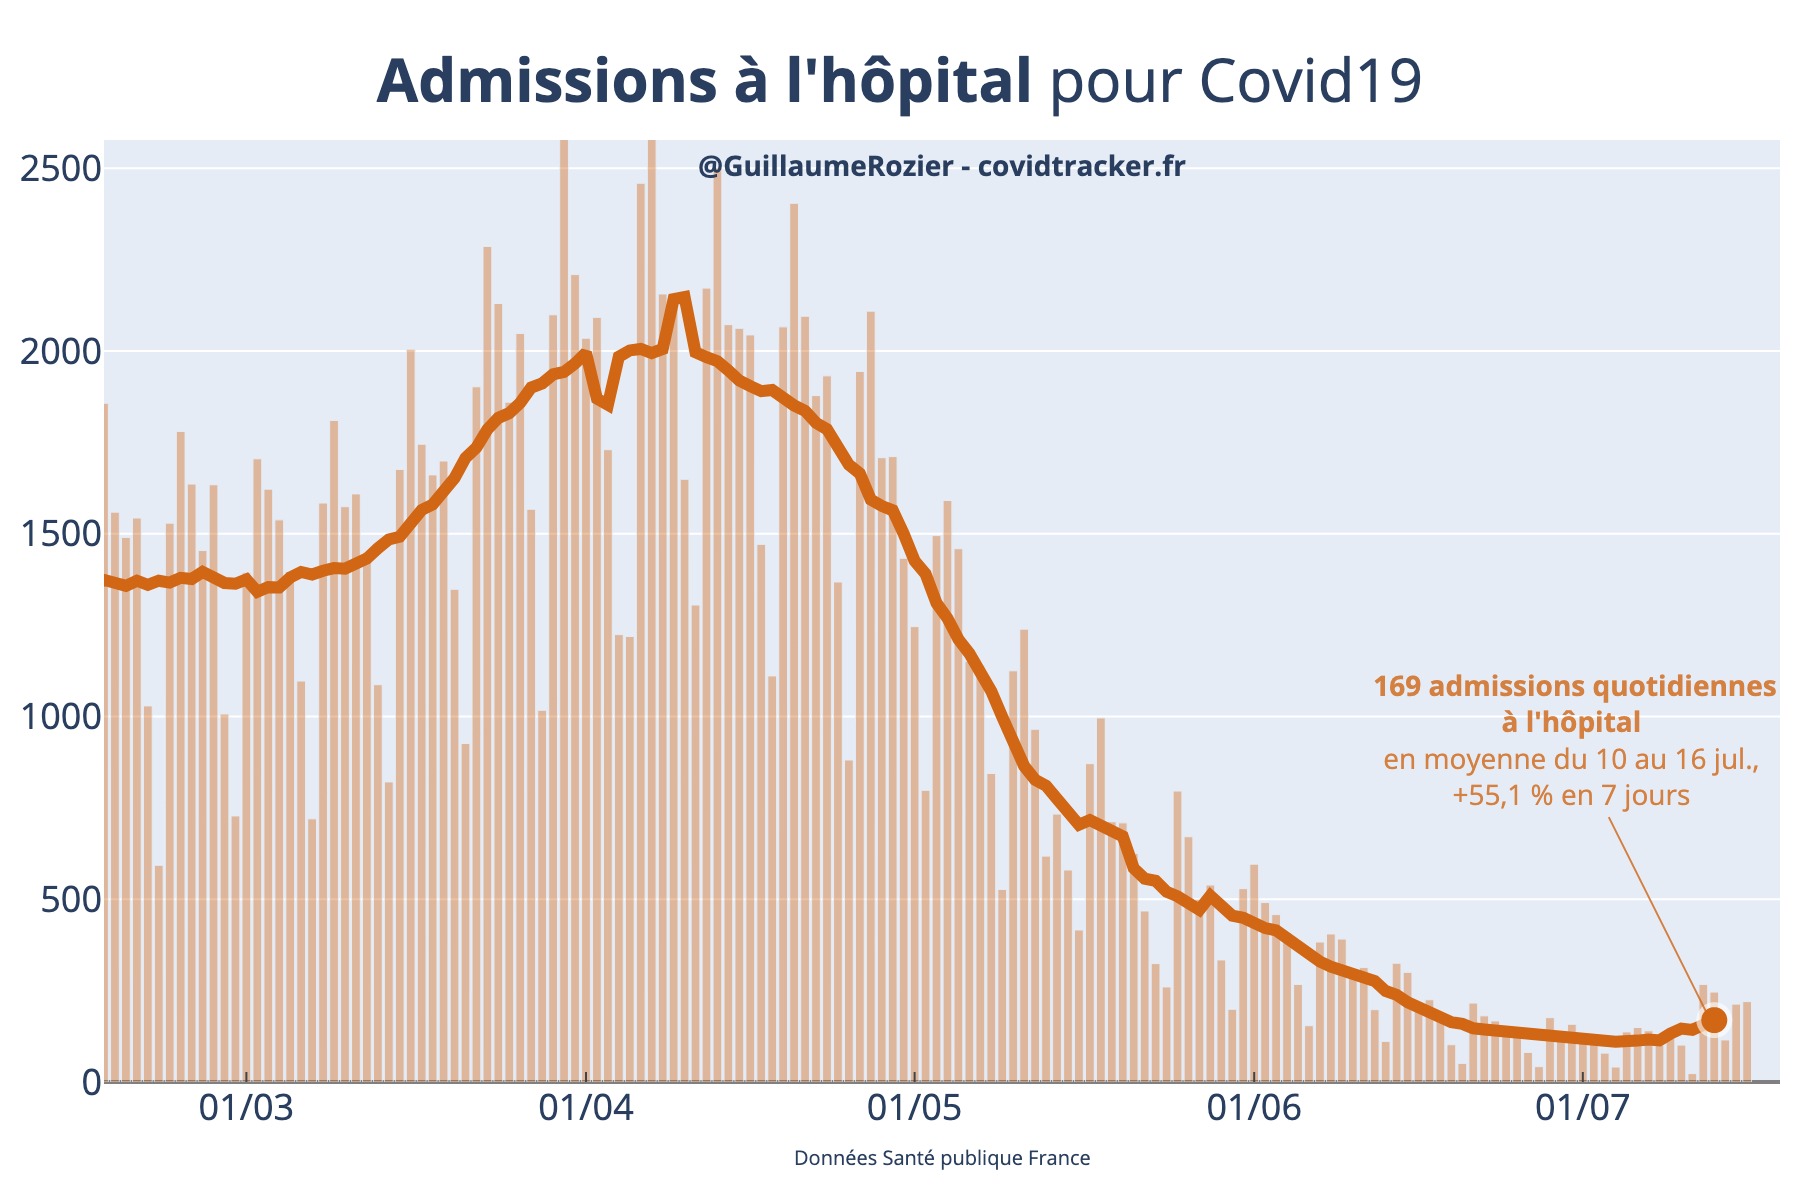 Admissions à l'hôpital pour Covid19
@GuillaumeRozier - covidtracker.fr
2500
2000
1500
1000
500
0
169 admissions quotidiennes
à l'hôpital
en moyenne du 10 au 16 jul.,
+55,1 % en 7 jours
01/03 01/04 01/05 01/06 01/07
Données Santé publique France